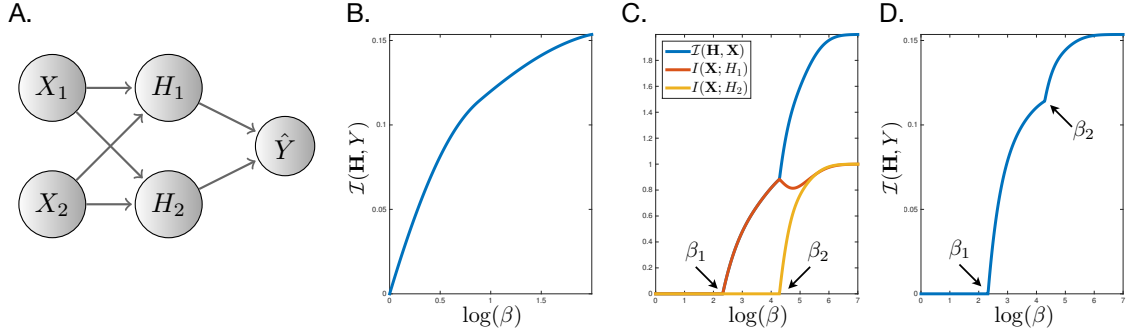 A.
X₁
H₁
X₂
H₂
Ŷ
B.
I(H, Y)
0.15
0.1
0.05
0
0
0.5
1
1.5
log(β)
C.
I(H, X)
I(X; H₁)
I(X; H₂)
1.8
1.6
1.4
1.2
1
0.8
0.6
0.4
0.2
0
β₁
β₂
0 1 2 3 4 5 6 7
log(β)
D.
I(H, Y)
0.15
0.1
0.05
0
β₁
β₂
0 1 2 3 4 5 6 7
log(β)